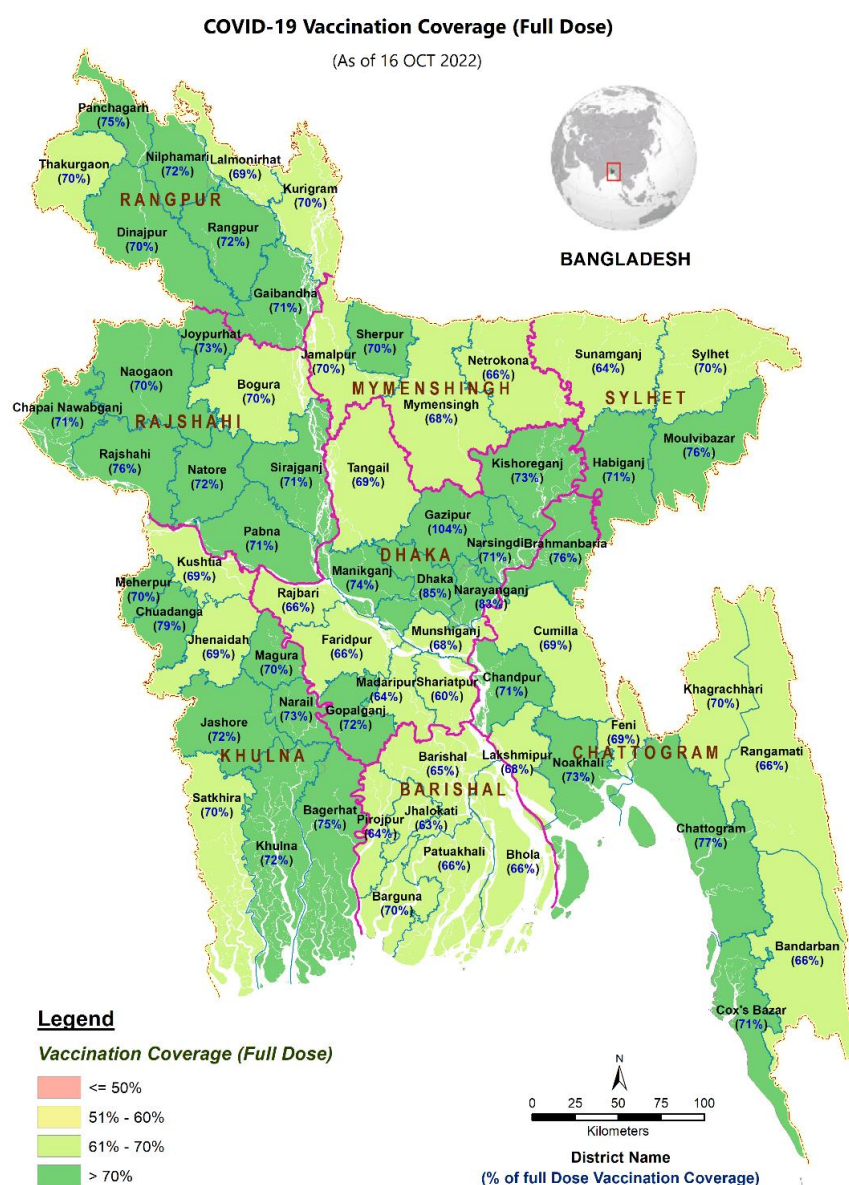 COVID-19 Vaccination Coverage (Full Dose)
(As of 16 OCT 2022)
BANGLADESH
Panchagarh
(75%)
Thakurgaon
(70%)
Nilphamari
(72%)
Lalmonirhat
(69%)
Kurigram
(70%)
RANGPUR
Dinajpur
(70%)
Rangpur
(72%)
Gaibandha
(71%)
Joypurhat
(73%)
Naogaon
(70%)
Bogura
(70%)
Chapai Nawabganj
(71%)
RAJSHAHI
Rajshahi
(76%)
Natore
(72%)
Sirajganj
(71%)
Pabna
(71%)
Sherpur
(70%)
Jamalpur
(70%)
Netrokona
(66%)
MYMENSHINGH
Mymensingh
(68%)
Sunamganj
(64%)
Sylhet
(70%)
SYLHET
Moulvibazar
(76%)
Habiganj
(71%)
Tangail
(69%)
Kishoreganj
(73%)
Gazipur
(104%)
Narsingdi
(71%)
Brahmanbaria
(76%)
DHAKA
Manikganj
(74%)
Dhaka
(85%)
Narayanganj
(83%)
Munshiganj
(68%)
Rajbari
(66%)
Faridpur
(66%)
Madaripur
(64%)
Shariatpur
(60%)
Gopalganj
(72%)
Kushtia
(69%)
Meherpur
(70%)
Chuadanga
(79%)
Jhenaidah
(69%)
Magura
(70%)
Narail
(73%)
Jashore
(72%)
KHULNA
Satkhira
(70%)
Khulna
(72%)
Bagerhat
(75%)
Barishal
(65%)
BARISHAL
Pirojpur
(64%)
Jhalokati
(63%)
Patuakhali
(66%)
Bhola
(66%)
Barguna
(70%)
Cumilla
(69%)
Chandpur
(71%)
Lakshmipur
(68%)
Noakhali
(73%)
Feni
(69%)
CHATTOGRAM
Khagrachhari
(70%)
Rangamati
(66%)
Chattogram
(77%)
Bandarban
(66%)
Cox's Bazar
(71%)
Legend
Vaccination Coverage (Full Dose)
<= 50%
51% - 60%
61% - 70%
> 70%
N
0 25 50 75 100
Kilometers
District Name
(% of full Dose Vaccination Coverage)